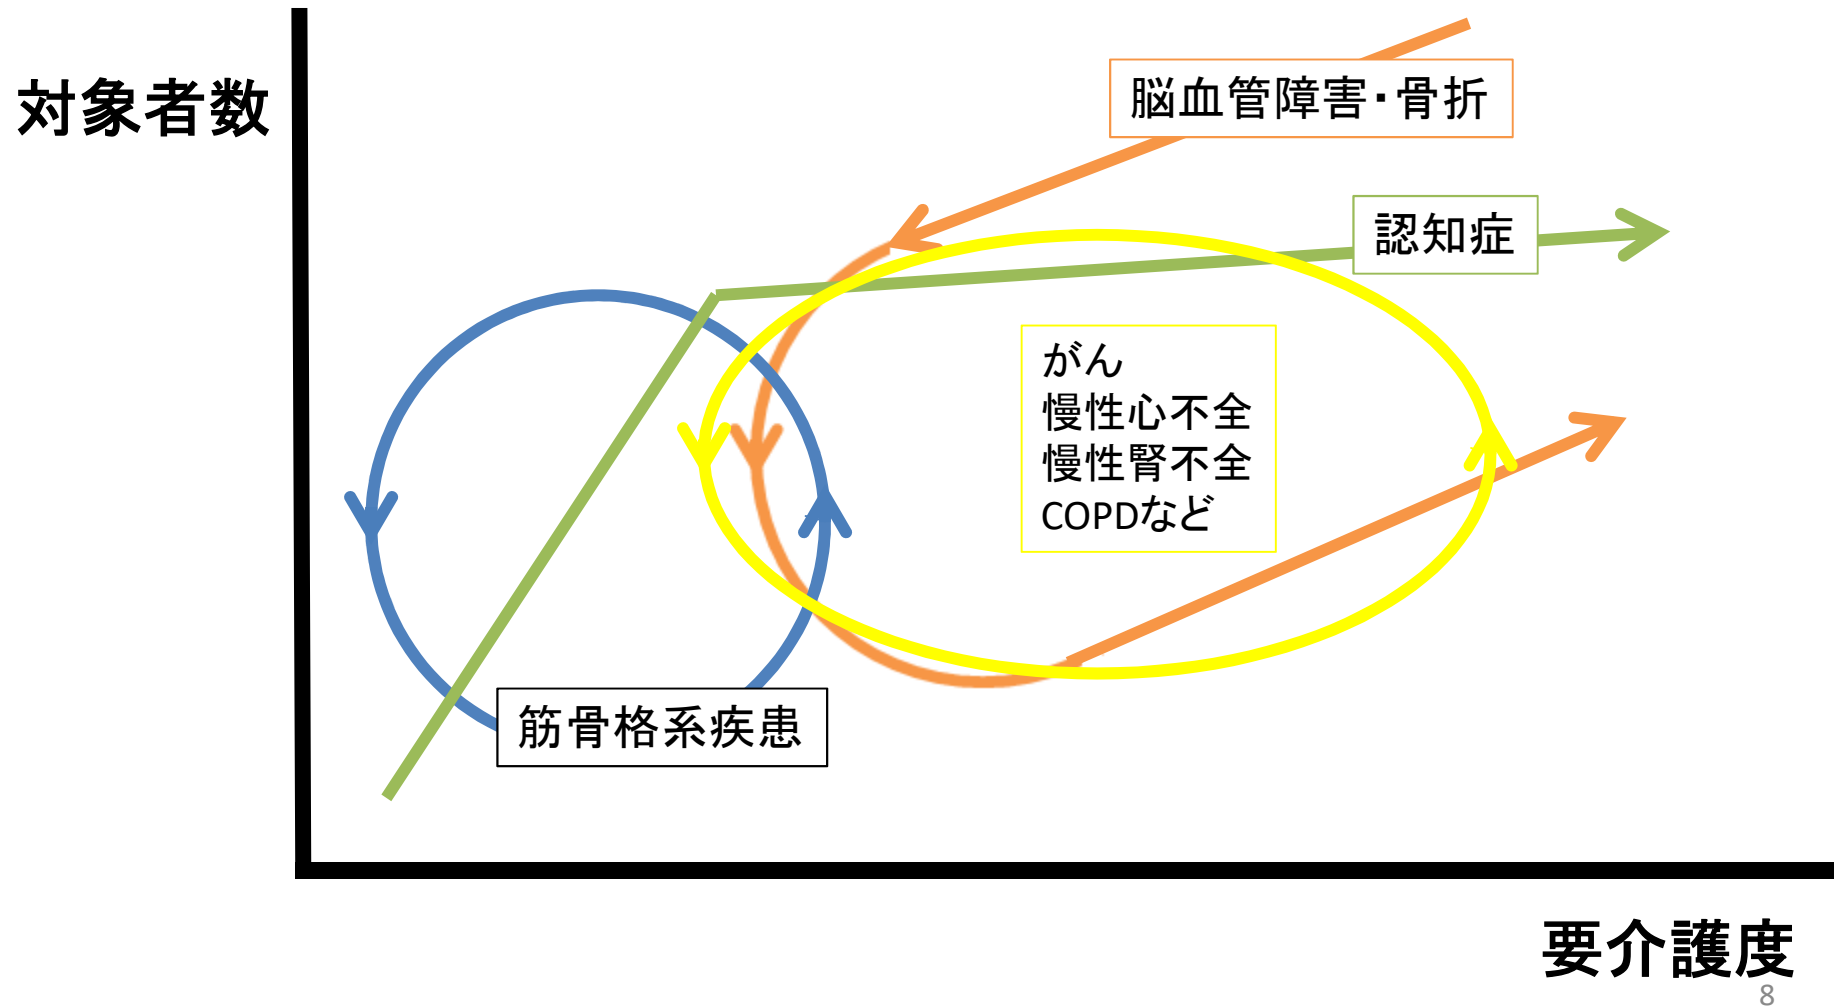 対象者数
脳血管障害・骨折
認知症
がん
慢性心不全
慢性腎不全
COPDなど
筋骨格系疾患
要介護度
8